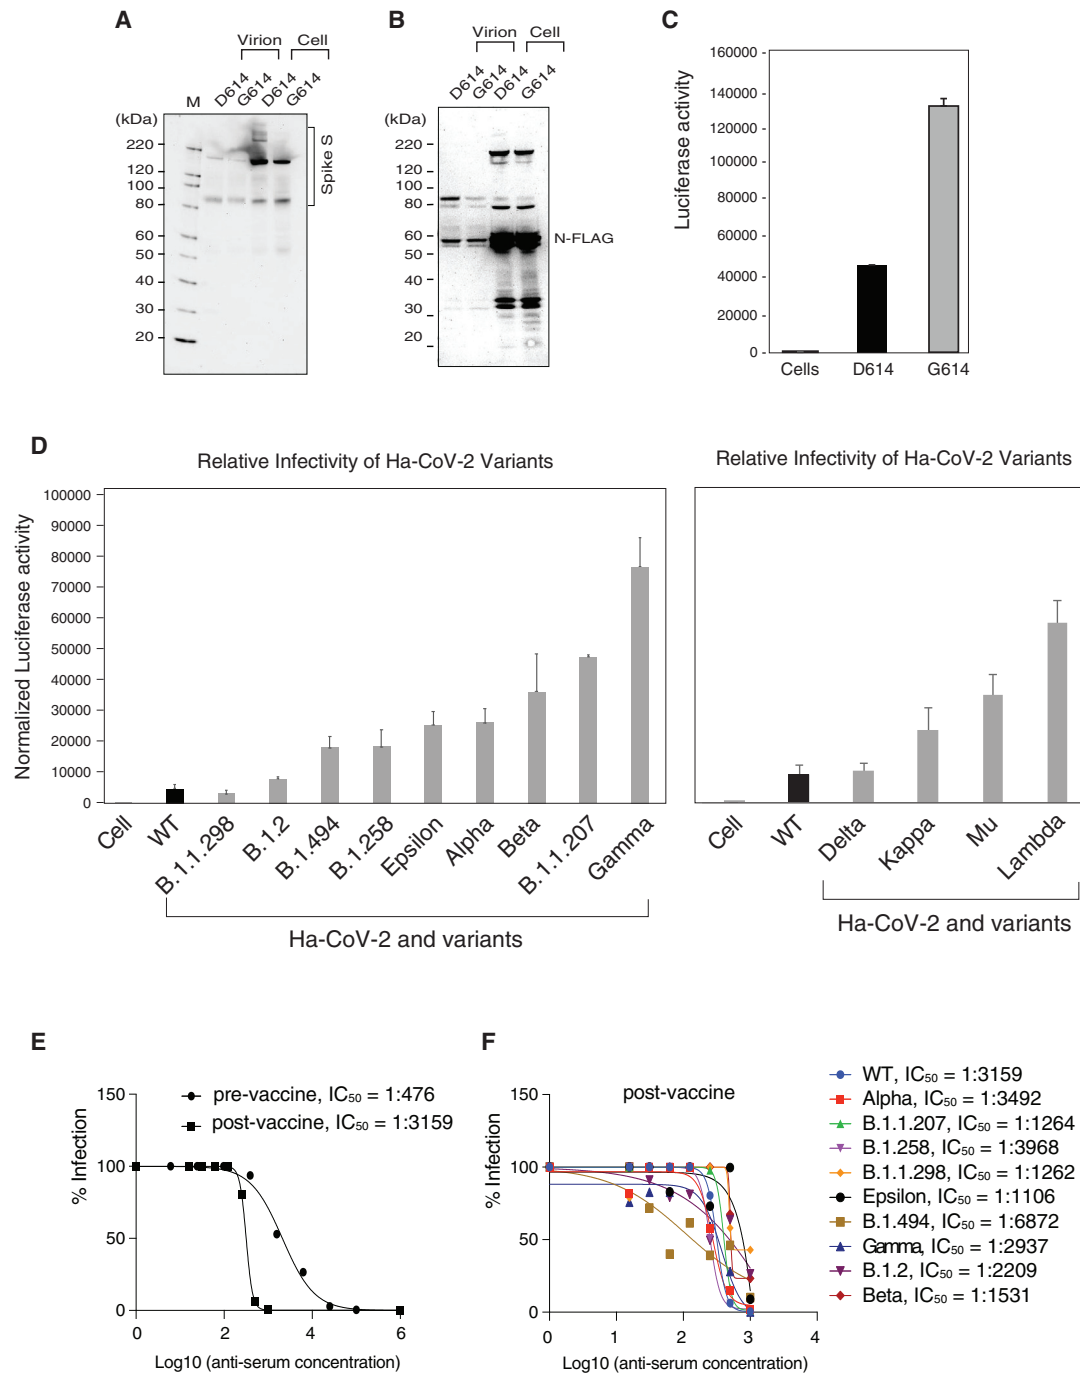 A
Virion Cell
M D614 G614 D614 G614
(kDa)
220
120
100
80
60
50
40
30
20
Spike S
B
Virion Cell
D614 G614 D614 G614
(kDa)
220
120
100
80
60
50
40
30
20
N-FLAG
C
Luciferase activity
160000
140000
120000
100000
80000
60000
40000
20000
0
Cells D614 G614
D
Relative Infectivity of Ha-CoV-2 Variants
Normalized Luciferase activity
100000
90000
80000
70000
60000
50000
40000
30000
20000
10000
0
Cell WT B.1.1.298 B.1.2 B.1.494 B.1.258 Epsilon Alpha Beta B.1.1.207 Gamma
Ha-CoV-2 and variants
Relative Infectivity of Ha-CoV-2 Variants
Cell WT Delta Kappa Mu Lambda
Ha-CoV-2 and variants
E
% Infection
150
100
50
0
0 2 4 6
Log10 (anti-serum concentration)
pre-vaccine, IC50 = 1:476
post-vaccine, IC50 = 1:3159
F
post-vaccine
% Infection
150
100
50
0
0 1 2 3 4
Log10 (anti-serum concentration)
WT, IC50 = 1:3159
Alpha, IC50 = 1:3492
B.1.1.207, IC50 = 1:1264
B.1.258, IC50 = 1:3968
B.1.1.298, IC50 = 1:1262
Epsilon, IC50 = 1:1106
B.1.494, IC50 = 1:6872
Gamma, IC50 = 1:2937
B.1.2, IC50 = 1:2209
Beta, IC50 = 1:1531